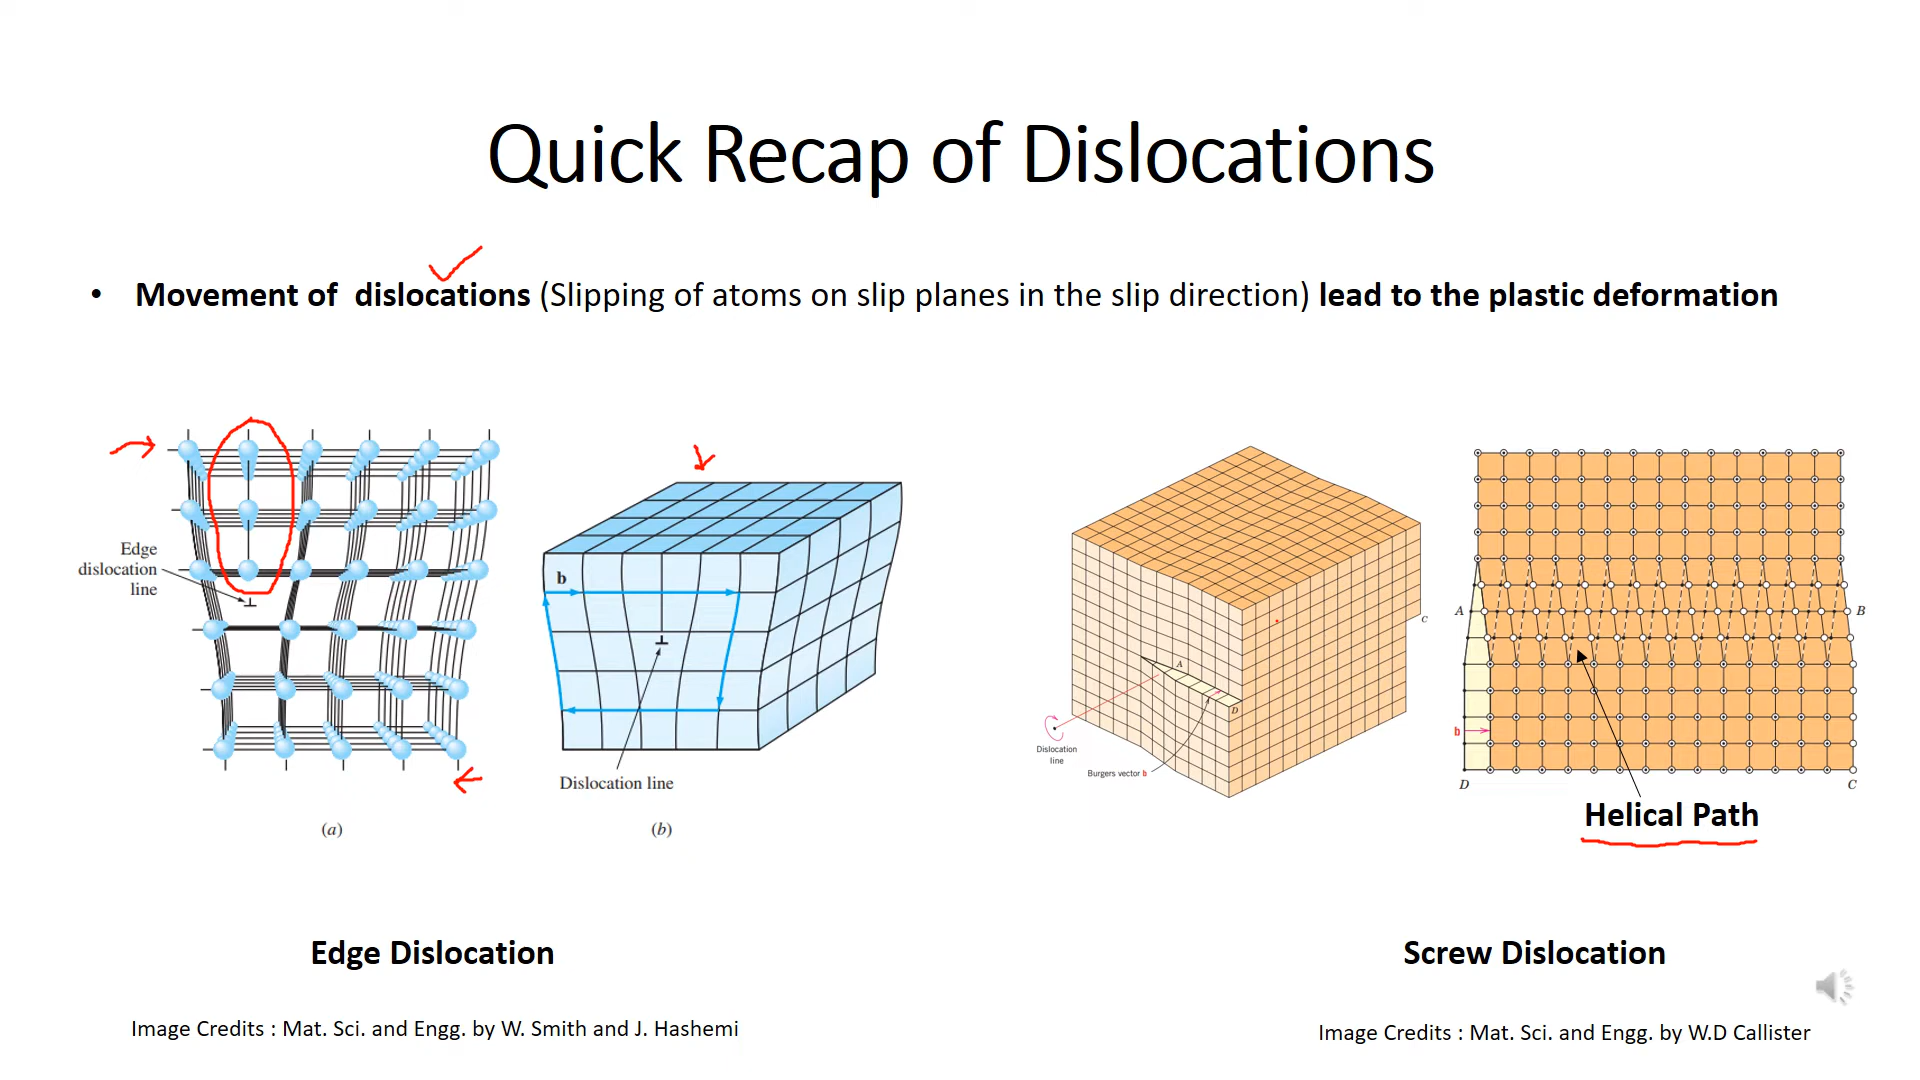 Quick Recap of Dislocations
• Movement of dislocations (Slipping of atoms on slip planes in the slip direction) lead to the plastic deformation
Edge
dislocation
line
⊥
(a)
b
⊥
Dislocation line
(b)
A
C
D
Dislocation
line
Burgers vector b
A
B
b
D
C
Helical Path
Edge Dislocation
Screw Dislocation
Image Credits : Mat. Sci. and Engg. by W. Smith and J. Hashemi
Image Credits : Mat. Sci. and Engg. by W.D Callister